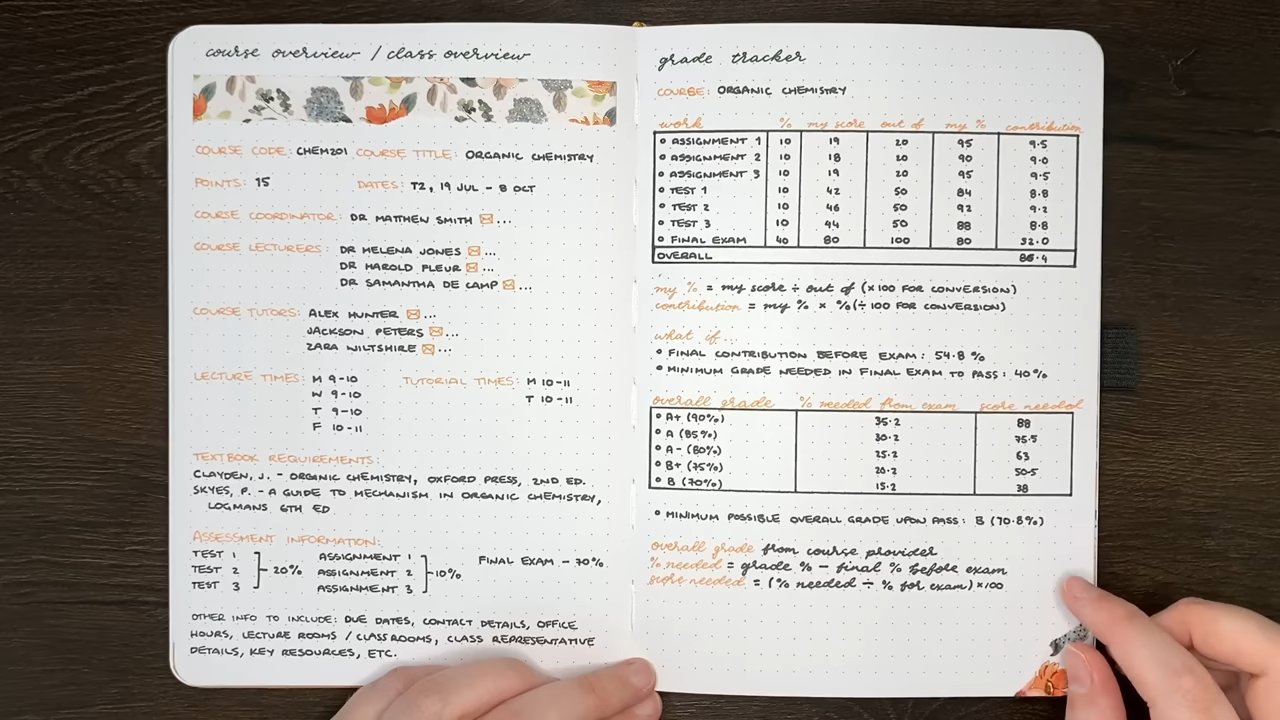 course overview / class overview
COURSE CODE: CHEM201 COURSE TITLE: ORGANIC CHEMISTRY
POINTS: 15 DATES: T2, 19 JUL - 8 OCT
COURSE COORDINATOR: DR MATTHEW SMITH ...
COURSE LECTURERS: DR HELENA JONES ...
DR HAROLD FLEUR ...
DR SAMANTHA DE CAMP ...
COURSE TUTORS: ALEX HUNTER ...
JACKSON PETERS ...
ZARA WILTSHIRE ...
LECTURE TIMES: M 9-10 TUTORIAL TIMES: M 10-11
W 9-10 T 10-11
T 9-10
F 10-11
TEXTBOOK REQUIREMENTS:
CLAYDEN, J. - ORGANIC CHEMISTRY, OXFORD PRESS, 2ND ED.
SKYES, P. - A GUIDE TO MECHANISM IN ORGANIC CHEMISTRY,
LOGMANS 6TH ED
ASSESSMENT INFORMATION:
TEST 1 ASSIGNMENT 1 FINAL EXAM - 70%
TEST 2 20% ASSIGNMENT 2 10%
TEST 3 ASSIGNMENT 3
OTHER INFO TO INCLUDE: DUE DATES, CONTACT DETAILS, OFFICE
HOURS, LECTURE ROOMS / CLASSROOMS, CLASS REPRESENTATIVE
DETAILS, KEY RESOURCES, ETC.
grade tracker
COURSE: ORGANIC CHEMISTRY
work % my score out of my % contribution
ASSIGNMENT 1 10 19 20 95 9.5
ASSIGNMENT 2 10 18 20 90 9.0
ASSIGNMENT 3 10 19 20 95 9.5
TEST 1 10 42 50 84 8.8
TEST 2 10 46 50 92 9.2
TEST 3 10 44 50 88 8.8
FINAL EXAM 40 80 100 80 32.0
OVERALL 86.4
my % = my score ÷ out of (×100 FOR CONVERSION)
contribution = my % × % (÷ 100 FOR CONVERSION)
what if...
FINAL CONTRIBUTION BEFORE EXAM: 54.8 %
MINIMUM GRADE NEEDED IN FINAL EXAM TO PASS: 40%
overall grade % needed from exam score needed
A+ (90%) 35.2 88
A (85%) 30.2 75.5
A- (80%) 25.2 63
B+ (75%) 20.2 50.5
B (70%) 15.2 38
MINIMUM POSSIBLE OVERALL GRADE UPON PASS: B (70.8%)
overall grade from course provider
% needed = grade % - final % before exam
score needed = (% needed ÷ % for exam) ×100